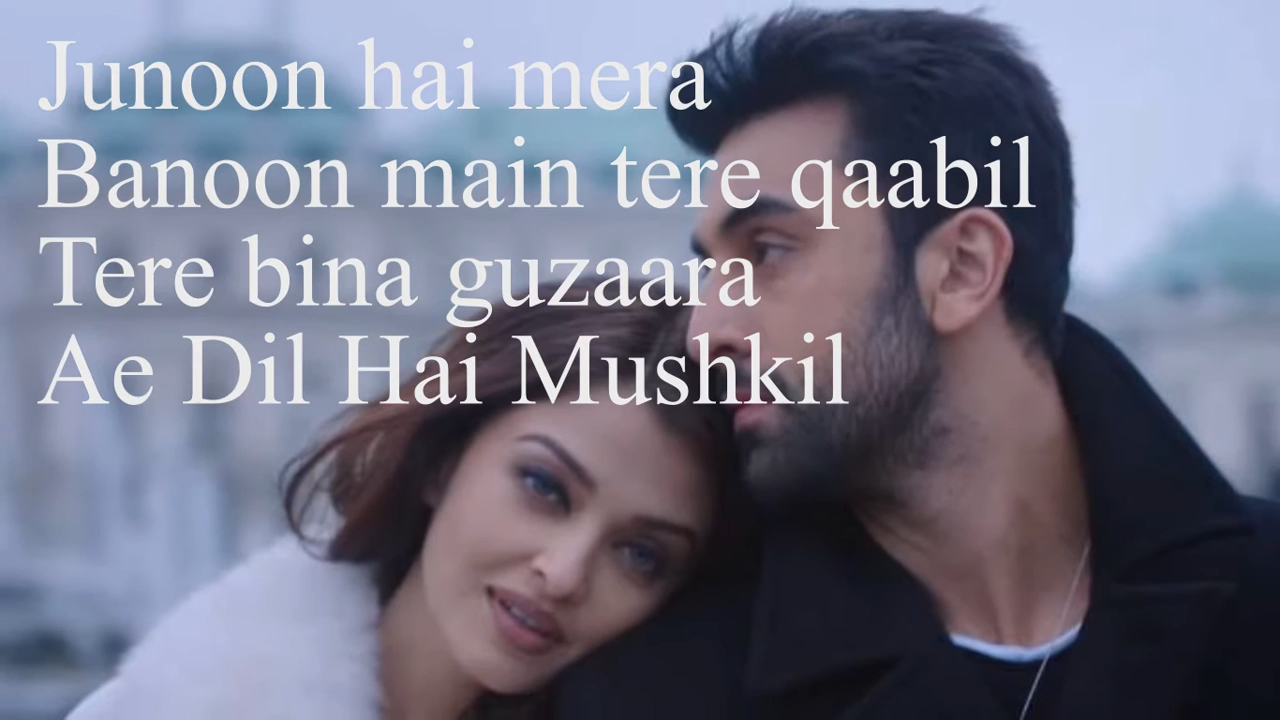 Junoon hai mera
Banoon main tere qaabil
Tere bina guzaara
Ae Dil Hai Mushkil